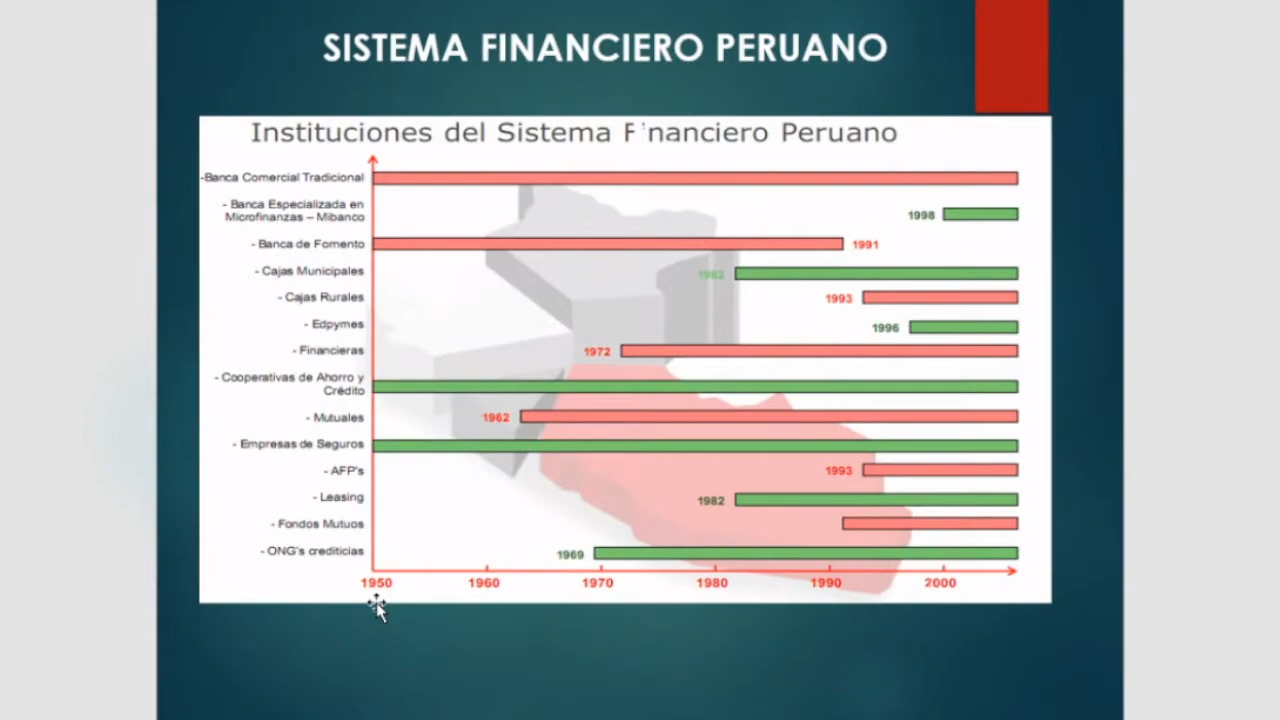 SISTEMA FINANCIERO PERUANO
Instituciones del Sistema Financiero Peruano
-Banca Comercial Tradicional
- Banca Especializada en
Microfinanzas – Mibanco
1998
- Banca de Fomento
1991
- Cajas Municipales
1982
- Cajas Rurales
1993
- Edpymes
1996
- Financieras
1972
- Cooperativas de Ahorro y
Crédito
- Mutuales
1962
- Empresas de Seguros
- AFP's
1993
- Leasing
1982
- Fondos Mutuos
- ONG's crediticias
1969
1950 1960 1970 1980 1990 2000